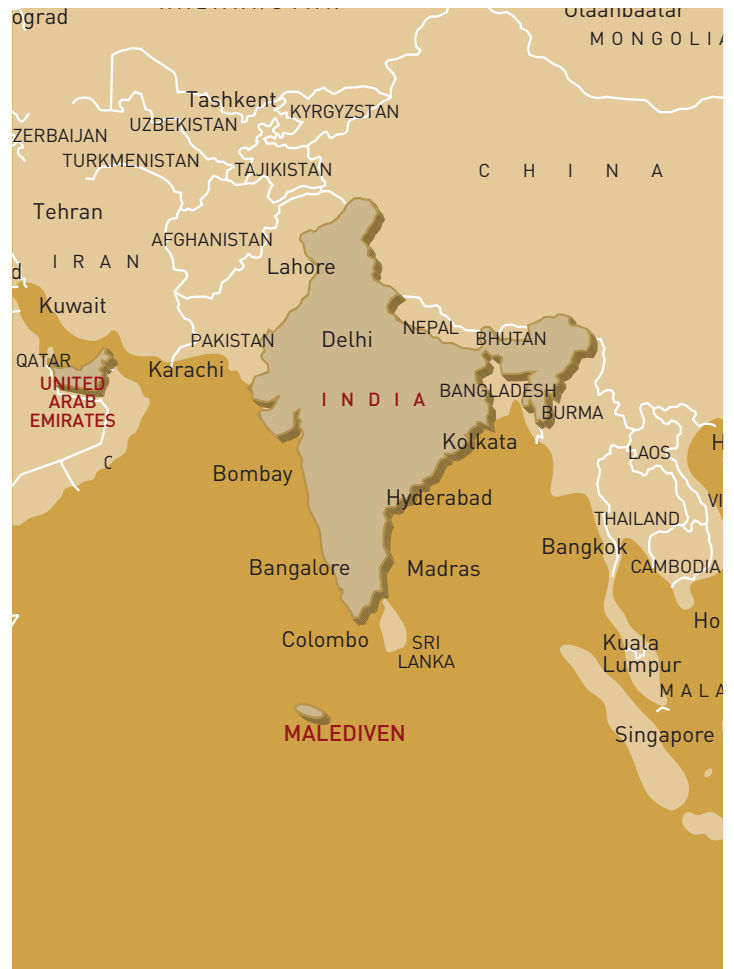 ograd
Ulaanbaatar
MONGOLIA
Tashkent
KYRGYZSTAN
UZBEKISTAN
ZERBAIJAN
TURKMENISTAN
TAJIKISTAN
CHINA
Tehran
AFGHANISTAN
IRAN
Lahore
d
Kuwait
PAKISTAN
Delhi
NEPAL
BHUTAN
QATAR
Karachi
UNITED
ARAB
EMIRATES
INDIA
BANGLADESH
BURMA
Kolkata
H
LAOS
C
Bombay
Hyderabad
VI
THAILAND
Bangkok
Bangalore
Madras
CAMBODIA
Ho
Colombo
SRI
LANKA
Kuala
Lumpur
MALA
MALEDIVEN
Singapore